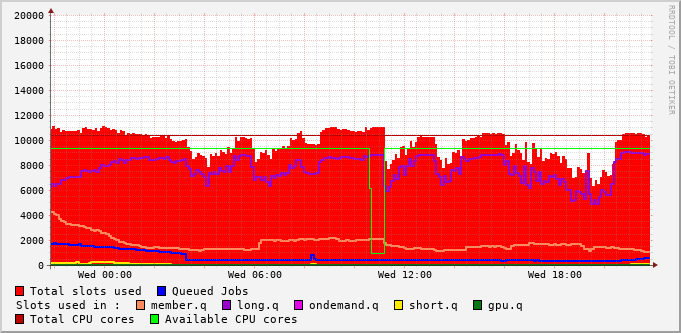 20000
18000
16000
14000
12000
10000
8000
6000
4000
2000
0
Wed 00:00 Wed 06:00 Wed 12:00 Wed 18:00
RRDTOOL / TOBI OETIKER
Total slots used Queued Jobs
Slots used in : member.q long.q ondemand.q short.q gpu.q
Total CPU cores Available CPU cores